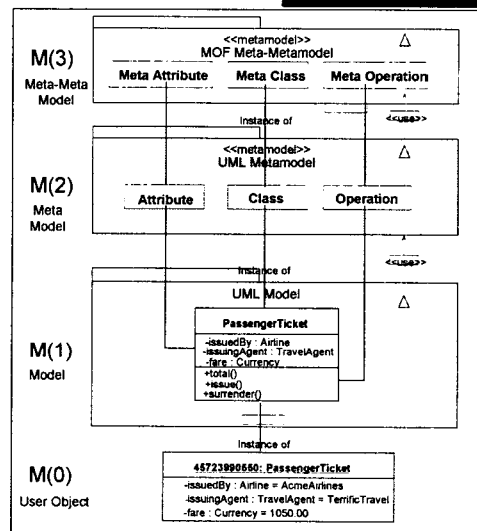 <<metamodel>>
MOF Meta-Metamodel
M(3)
Meta-Meta
Model
Meta Attribute Meta Class Meta Operation
Instance of
<<use>>
<<metamodel>>
UML Metamodel
M(2)
Meta
Model
Attribute Class Operation
<<use>>
Instance of
UML Model
M(1)
Model
PassengerTicket
-issuedBy : Airline
-issuingAgent : TravelAgent
-fare : Currency
+total()
+issue()
+surrender()
Instance of
M(0)
User Object
45723990550: PassengerTicket
-issuedBy : Airline = AcmeAirlines
-issuingAgent : TravelAgent = TerrificTravel
-fare : Currency = 1050.00